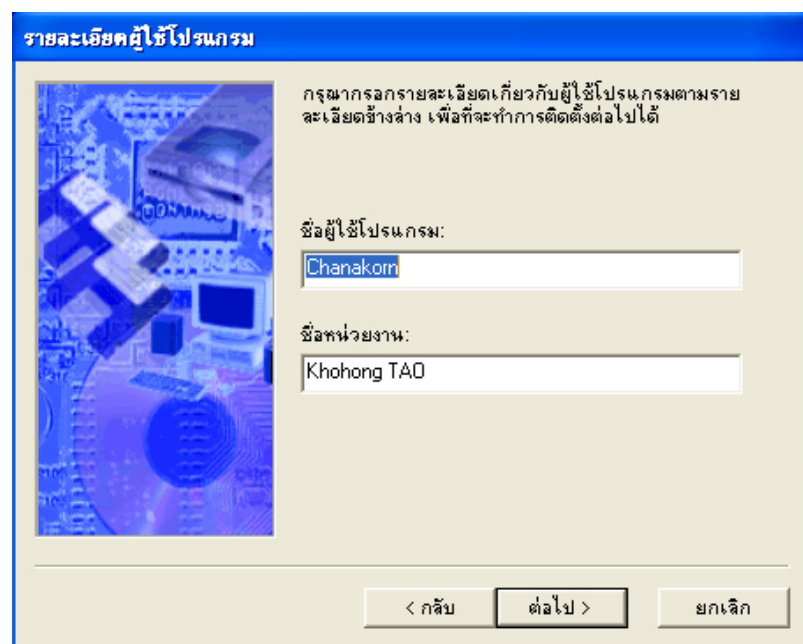 รายละเอียดผู้ใช้โปรแกรม
กรุณากรอกรายละเอียดเกี่ยวกับผู้ใช้โปรแกรมตามราย
ละเอียดข้างล่าง เพื่อที่จะทำการติดตั้งต่อไปได้
ชื่อผู้ใช้โปรแกรม:
Chanakorn
ชื่อหน่วยงาน:
Khohong TAO
< กลับ
ต่อไป >
ยกเลิก